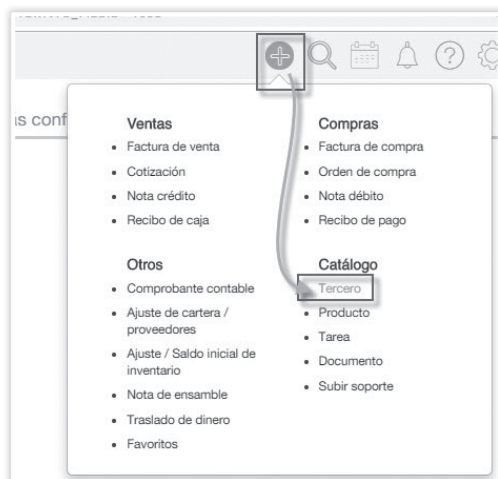 as conf
Ventas
Factura de venta
Cotización
Nota crédito
Recibo de caja
Compras
Factura de compra
Orden de compra
Nota débito
Recibo de pago
Otros
Comprobante contable
Ajuste de cartera /
proveedores
Ajuste / Saldo inicial de
inventario
Nota de ensamble
Traslado de dinero
Favoritos
Catálogo
Tercero
Producto
Tarea
Documento
Subir soporte